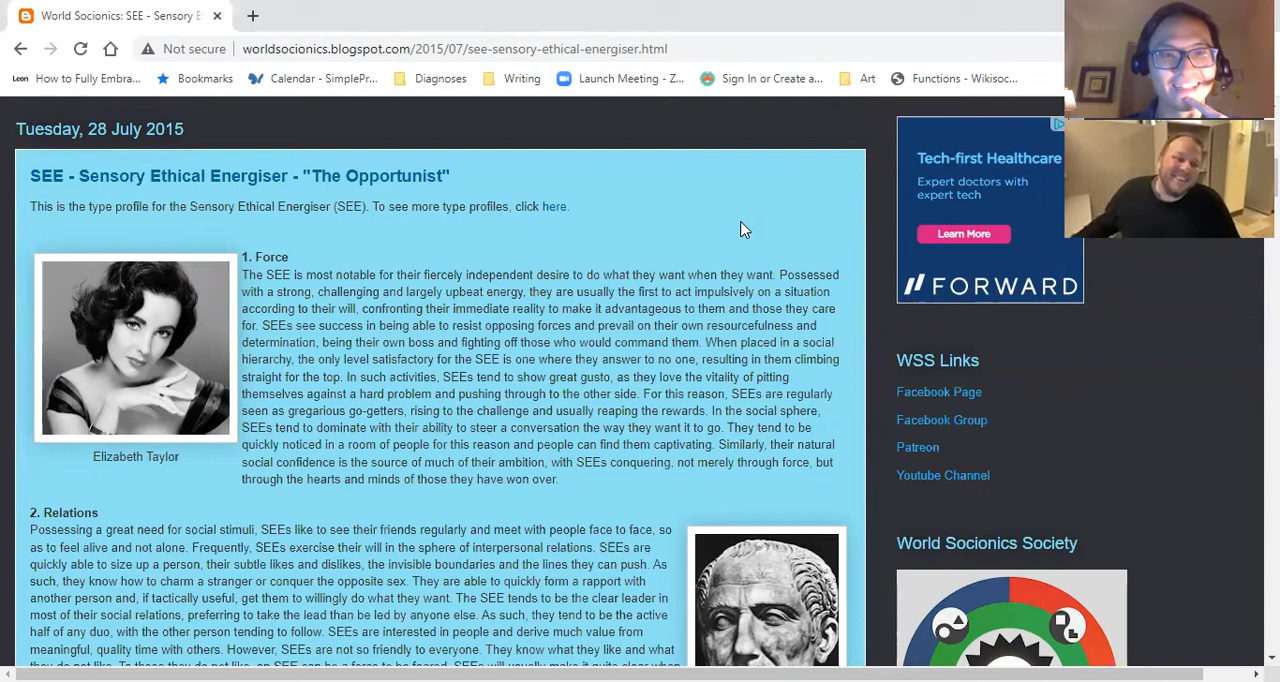 World Socionics: SEE - Sensory E
Not secure worldsocionics.blogspot.com/2015/07/see-sensory-ethical-energiser.html
Leon How to Fully Embra... Bookmarks Calendar - SimplePr... Diagnoses Writing Launch Meeting - Z... Sign In or Create a... Art Functions - Wikisoc...
Tuesday, 28 July 2015
SEE - Sensory Ethical Energiser - "The Opportunist"
This is the type profile for the Sensory Ethical Energiser (SEE). To see more type profiles, click here.
1. Force
The SEE is most notable for their fiercely independent desire to do what they want when they want. Possessed
with a strong, challenging and largely upbeat energy, they are usually the first to act impulsively on a situation
according to their will, confronting their immediate reality to make it advantageous to them and those they care
for. SEEs see success in being able to resist opposing forces and prevail on their own resourcefulness and
determination, being their own boss and fighting off those who would command them. When placed in a social
hierarchy, the only level satisfactory for the SEE is one where they answer to no one, resulting in them climbing
straight for the top. In such activities, SEEs tend to show great gusto, as they love the vitality of pitting
themselves against a hard problem and pushing through to the other side. For this reason, SEEs are regularly
seen as gregarious go-getters, rising to the challenge and usually reaping the rewards. In the social sphere,
SEEs tend to dominate with their ability to steer a conversation the way they want it to go. They tend to be
quickly noticed in a room of people for this reason and people can find them captivating. Similarly, their natural
social confidence is the source of much of their ambition, with SEEs conquering, not merely through force, but
through the hearts and minds of those they have won over.
Elizabeth Taylor
2. Relations
Possessing a great need for social stimuli, SEEs like to see their friends regularly and meet with people face to face, so
as to feel alive and not alone. Frequently, SEEs exercise their will in the sphere of interpersonal relations. SEEs are
quickly able to size up a person, their subtle likes and dislikes, the invisible boundaries and the lines they can push. As
such, they know how to charm a stranger or conquer the opposite sex. They are able to quickly form a rapport with
another person and, if tactically useful, get them to willingly do what they want. The SEE tends to be the clear leader in
most of their social relations, preferring to take the lead than be led by anyone else. As such, they tend to be the active
half of any duo, with the other person tending to follow. SEEs are interested in people and derive much value from
meaningful, quality time with others. However, SEEs are not so friendly to everyone. They know what they like and what
they do not like. To those they do not like, an SEE can be a force to be feared. SEEs will usually make it quite clear when
Tech-first Healthcare
Expert doctors with
expert tech
Learn More
FORWARD
WSS Links
Facebook Page
Facebook Group
Patreon
Youtube Channel
World Socionics Society